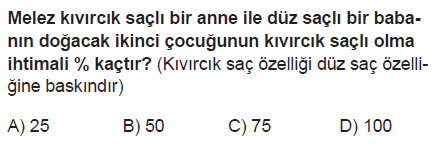 Melez kıvırcık saçlı bir anne ile düz saçlı bir baba-
nın doğacak ikinci çocuğunun kıvırcık saçlı olma
ihtimali % kaçtır? (Kıvırcık saç özelliği düz saç özelli-
ğine baskındır)
A) 25 B) 50 C) 75 D) 100